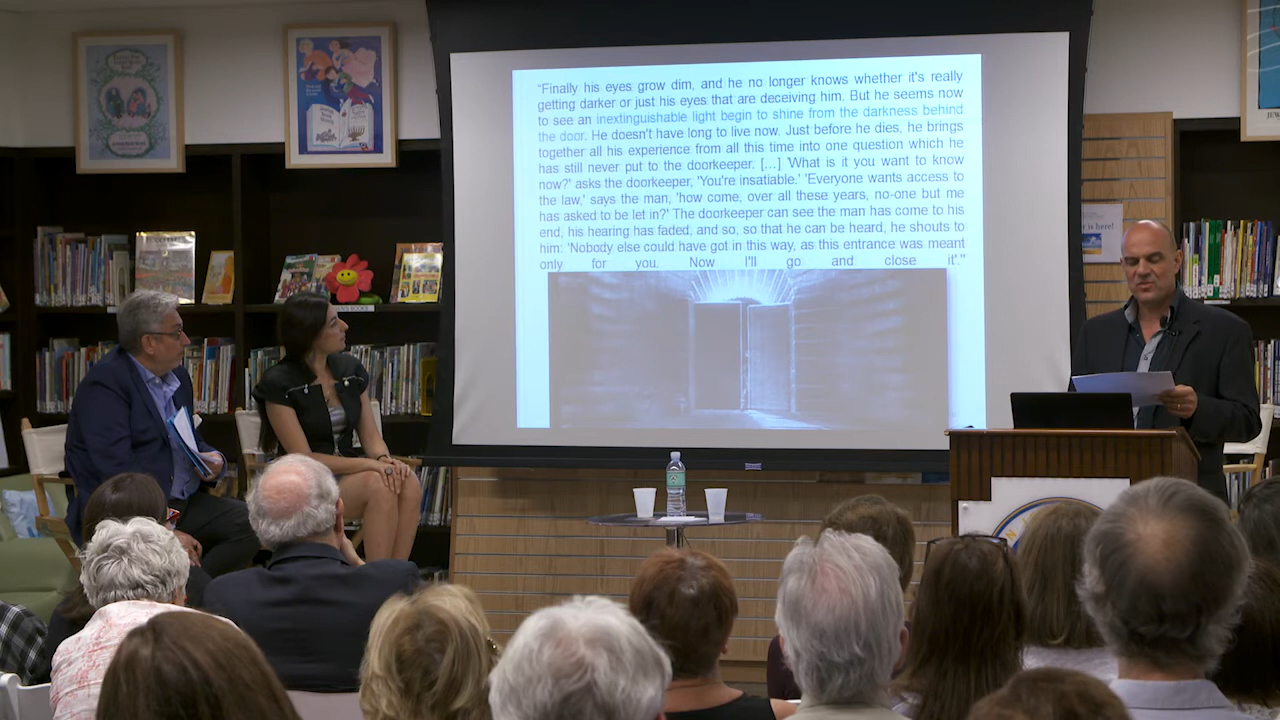 “Finally his eyes grow dim, and he no longer knows whether it's really
getting darker or just his eyes that are deceiving him. But he seems now
to see an inextinguishable light begin to shine from the darkness behind
the door. He doesn't have long to live now. Just before he dies, he brings
together all his experience from all this time into one question which he
has still never put to the doorkeeper. [...] 'What is it you want to know
now?' asks the doorkeeper, 'You're insatiable.' 'Everyone wants access to
the law,' says the man, 'how come, over all these years, no-one but me
has asked to be let in?' The doorkeeper can see the man has come to his
end, his hearing has faded, and so, so that he can be heard, he shouts to
him: 'Nobody else could have got in this way, as this entrance was meant
only for you. Now I'll go and close it'."
is here!